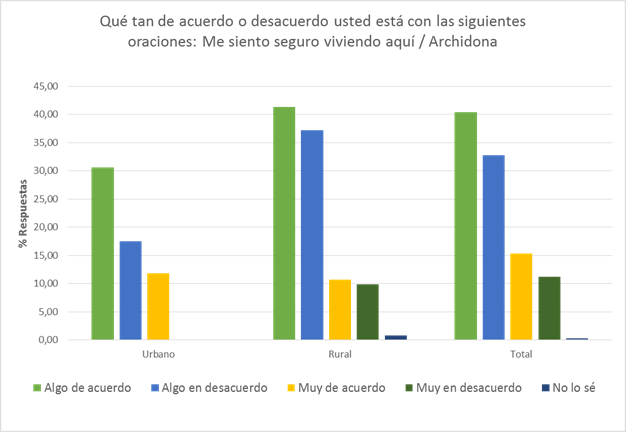 Qué tan de acuerdo o desacuerdo usted está con las siguientes
oraciones: Me siento seguro viviendo aquí / Archidona
45,00
40,00
35,00
30,00
25,00
20,00
15,00
10,00
5,00
0,00
% Respuestas
Urbano Rural Total
Algo de acuerdo Algo en desacuerdo Muy de acuerdo Muy en desacuerdo No lo sé